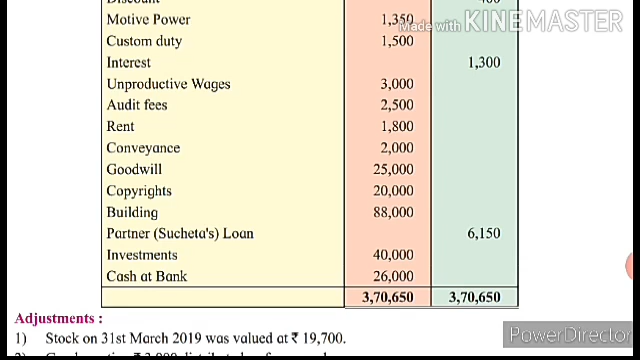 Motive Power 1,350
Made with KINEMASTER
Custom duty 1,500
Interest 1,300
Unproductive Wages 3,000
Audit fees 2,500
Rent 1,800
Conveyance 2,000
Goodwill 25,000
Copyrights 20,000
Building 88,000
Partner (Sucheta's) Loan 6,150
Investments 40,000
Cash at Bank 26,000
3,70,650 3,70,650
Adjustments :
1) Stock on 31st March 2019 was valued at ₹ 19,700.
PowerDirector